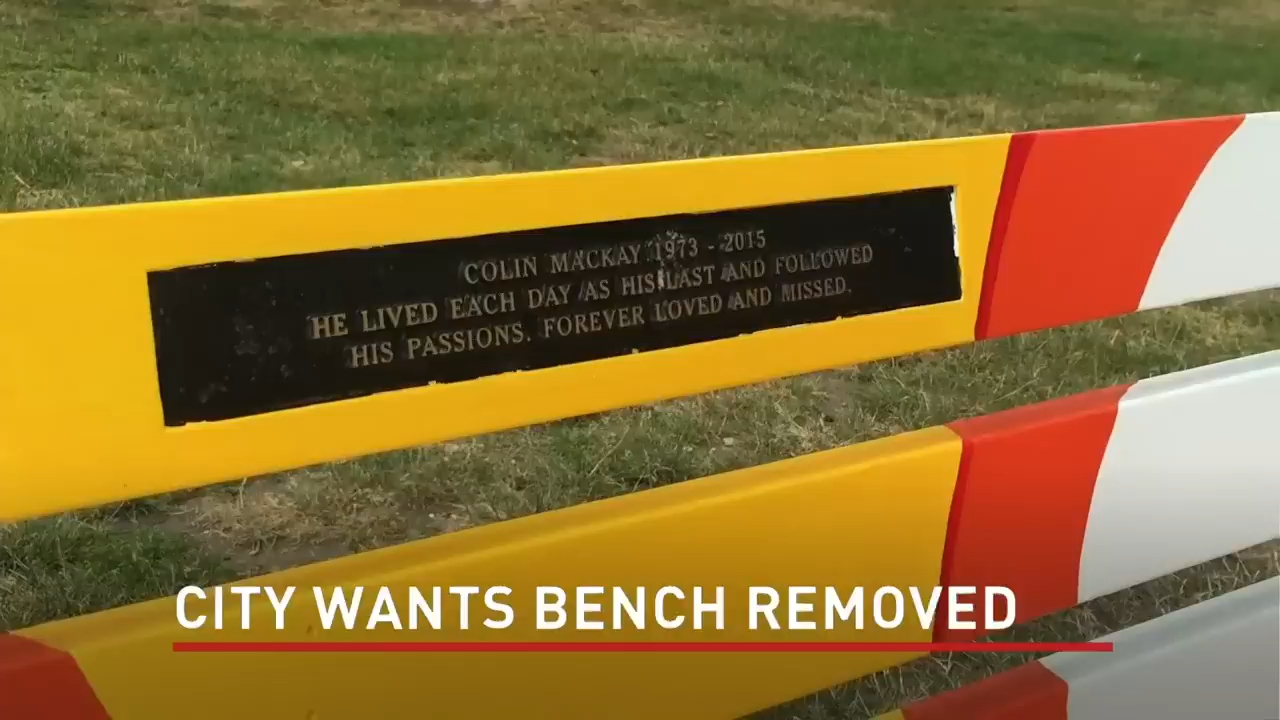 COLIN MACKAY 1973 - 2015
HE LIVED EACH DAY AS HIS LAST AND FOLLOWED
HIS PASSIONS. FOREVER LOVED AND MISSED.
CITY WANTS BENCH REMOVED